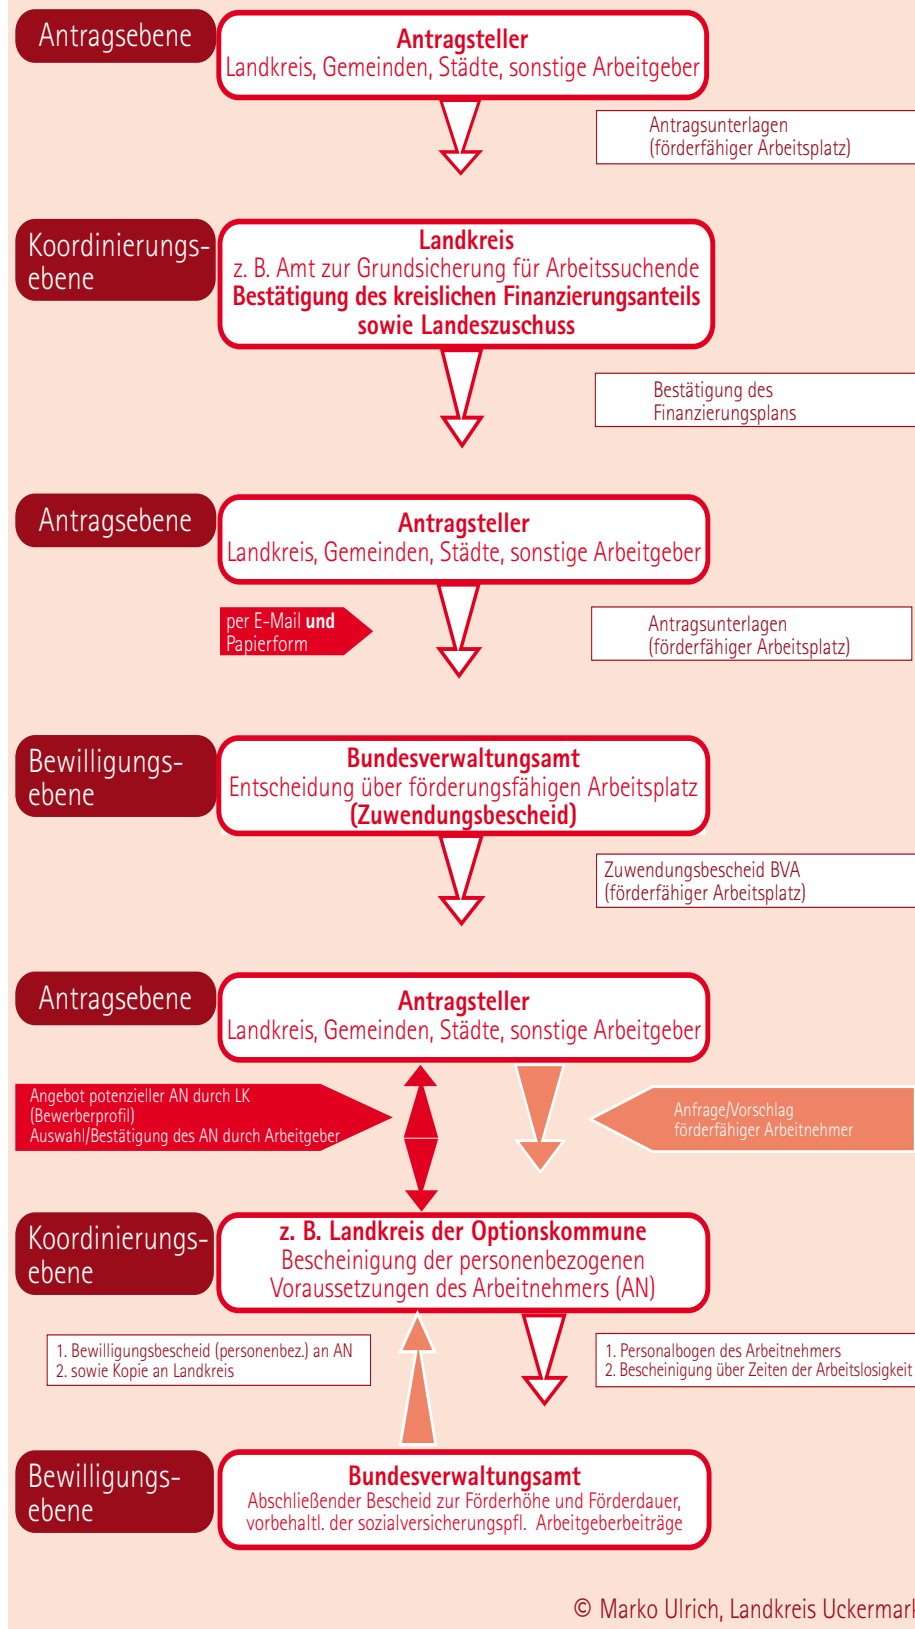 Antragsebene
Antragsteller
Landkreis, Gemeinden, Städte, sonstige Arbeitgeber
Antragsunterlagen
(förderfähiger Arbeitsplatz)
Koordinierungs-
ebene
Landkreis
z. B. Amt zur Grundsicherung für Arbeitssuchende
Bestätigung des kreislichen Finanzierungsanteils
sowie Landeszuschuss
Bestätigung des
Finanzierungsplans
Antragsebene
Antragsteller
Landkreis, Gemeinden, Städte, sonstige Arbeitgeber
per E-Mail und
Papierform
Antragsunterlagen
(förderfähiger Arbeitsplatz)
Bewilligungs-
ebene
Bundesverwaltungsamt
Entscheidung über förderungsfähigen Arbeitsplatz
(Zuwendungsbescheid)
Zuwendungsbescheid BVA
(förderfähiger Arbeitsplatz)
Antragsebene
Antragsteller
Landkreis, Gemeinden, Städte, sonstige Arbeitgeber
Angebot potenzieller AN durch LK
(Bewerberprofil)
Auswahl/Bestätigung des AN durch Arbeitgeber
Anfrage/Vorschlag
förderfähiger Arbeitnehmer
Koordinierungs-
ebene
z. B. Landkreis der Optionskommune
Bescheinigung der personenbezogenen
Voraussetzungen des Arbeitnehmers (AN)
1. Bewilligungsbescheid (personenbez.) an AN
2. sowie Kopie an Landkreis
1. Personalbogen des Arbeitnehmers
2. Bescheinigung über Zeiten der Arbeitslosigkeit
Bewilligungs-
ebene
Bundesverwaltungsamt
Abschließender Bescheid zur Förderhöhe und Förderdauer,
vorbehaltl. der sozialversicherungspfl. Arbeitgeberbeiträge
© Marko Ulrich, Landkreis Uckermark